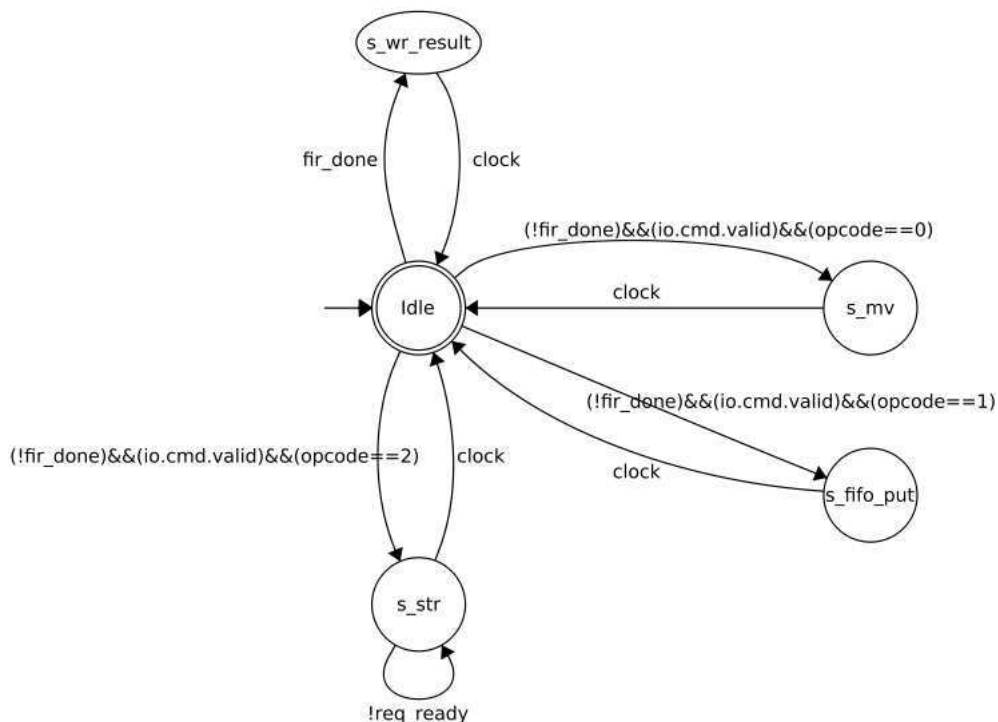 s_wr_result
fir_done
clock
(!fir_done)&&(io.cmd.valid)&&(opcode==0)
clock
Idle
s_mv
(!fir_done)&&(io.cmd.valid)&&(opcode==1)
(!fir_done)&&(io.cmd.valid)&&(opcode==2)
clock
clock
s_fifo_put
s_str
!req_ready